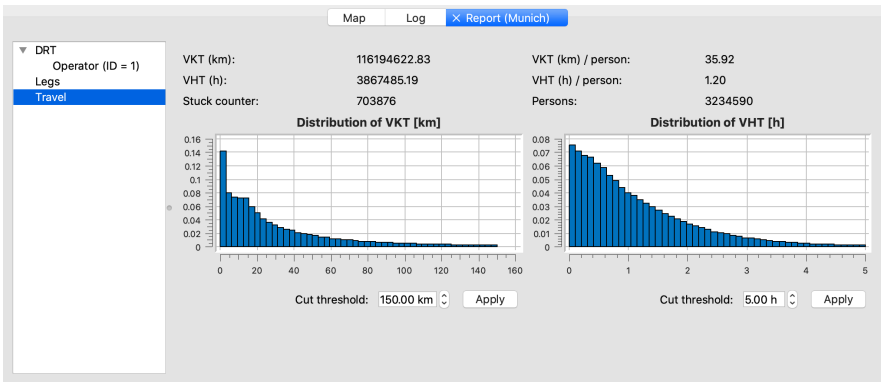 Map Log × Report (Munich)
DRT
Operator (ID = 1)
Legs
Travel
VKT (km): 116194622.83 VKT (km) / person: 35.92
VHT (h): 3867485.19 VHT (h) / person: 1.20
Stuck counter: 703876 Persons: 3234590
Distribution of VKT [km]
0.16
0.14
0.12
0.1
0.08
0.06
0.04
0.02
0
0 20 40 60 80 100 120 140 160
Cut threshold: 150.00 km Apply
Distribution of VHT [h]
0.08
0.07
0.06
0.05
0.04
0.03
0.02
0.01
0
0 1 2 3 4 5
Cut threshold: 5.00 h Apply